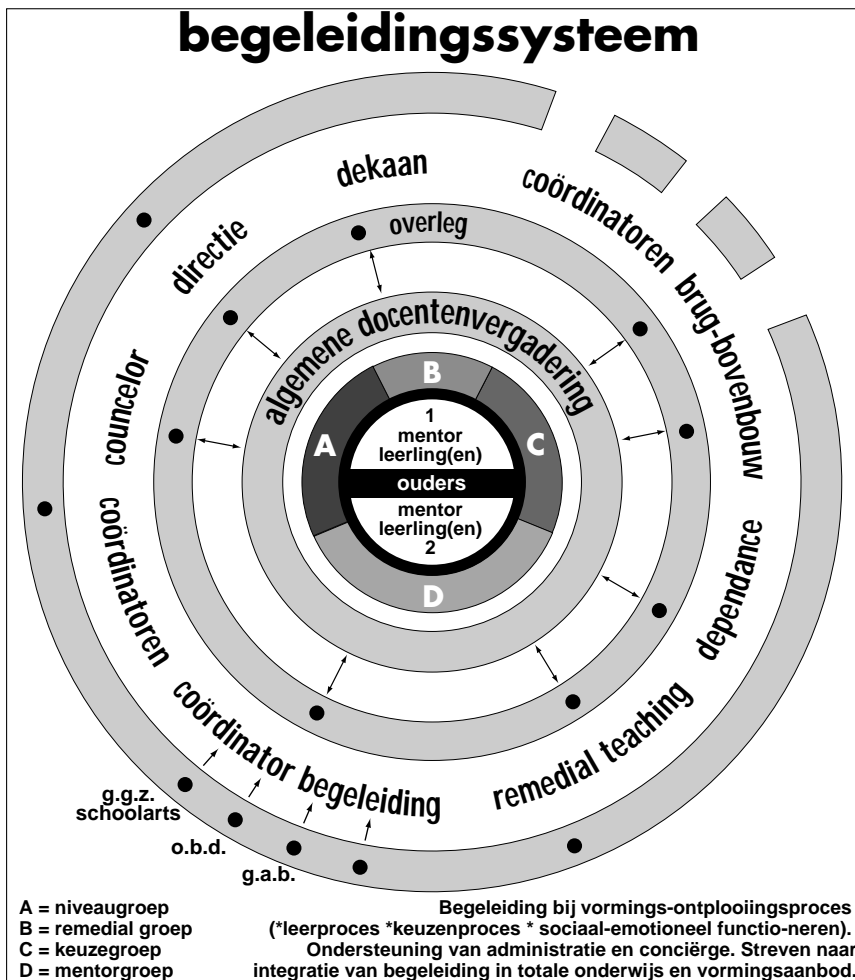 begeleidingssysteem
dekaan
directie
councelor
coördinatoren
coördinator begeleiding
remedial teaching
dependance
coördinatoren brug-bovenbouw
overleg
algemene docentenvergadering
A
B
C
D
1
mentor
leerling(en)
ouders
mentor
leerling(en)
2
g.g.z.
schoolarts
o.b.d.
g.a.b.
A = niveaugroep
B = remedial groep
C = keuzegroep
D = mentorgroep
Begeleiding bij vormings-ontplooiingsproces
(*leerproces *keuzenproces * sociaal-emotioneel functio-neren).
Ondersteuning van administratie en conciërge. Streven naar
integratie van begeleiding in totale onderwijs en vormingsaanbod.